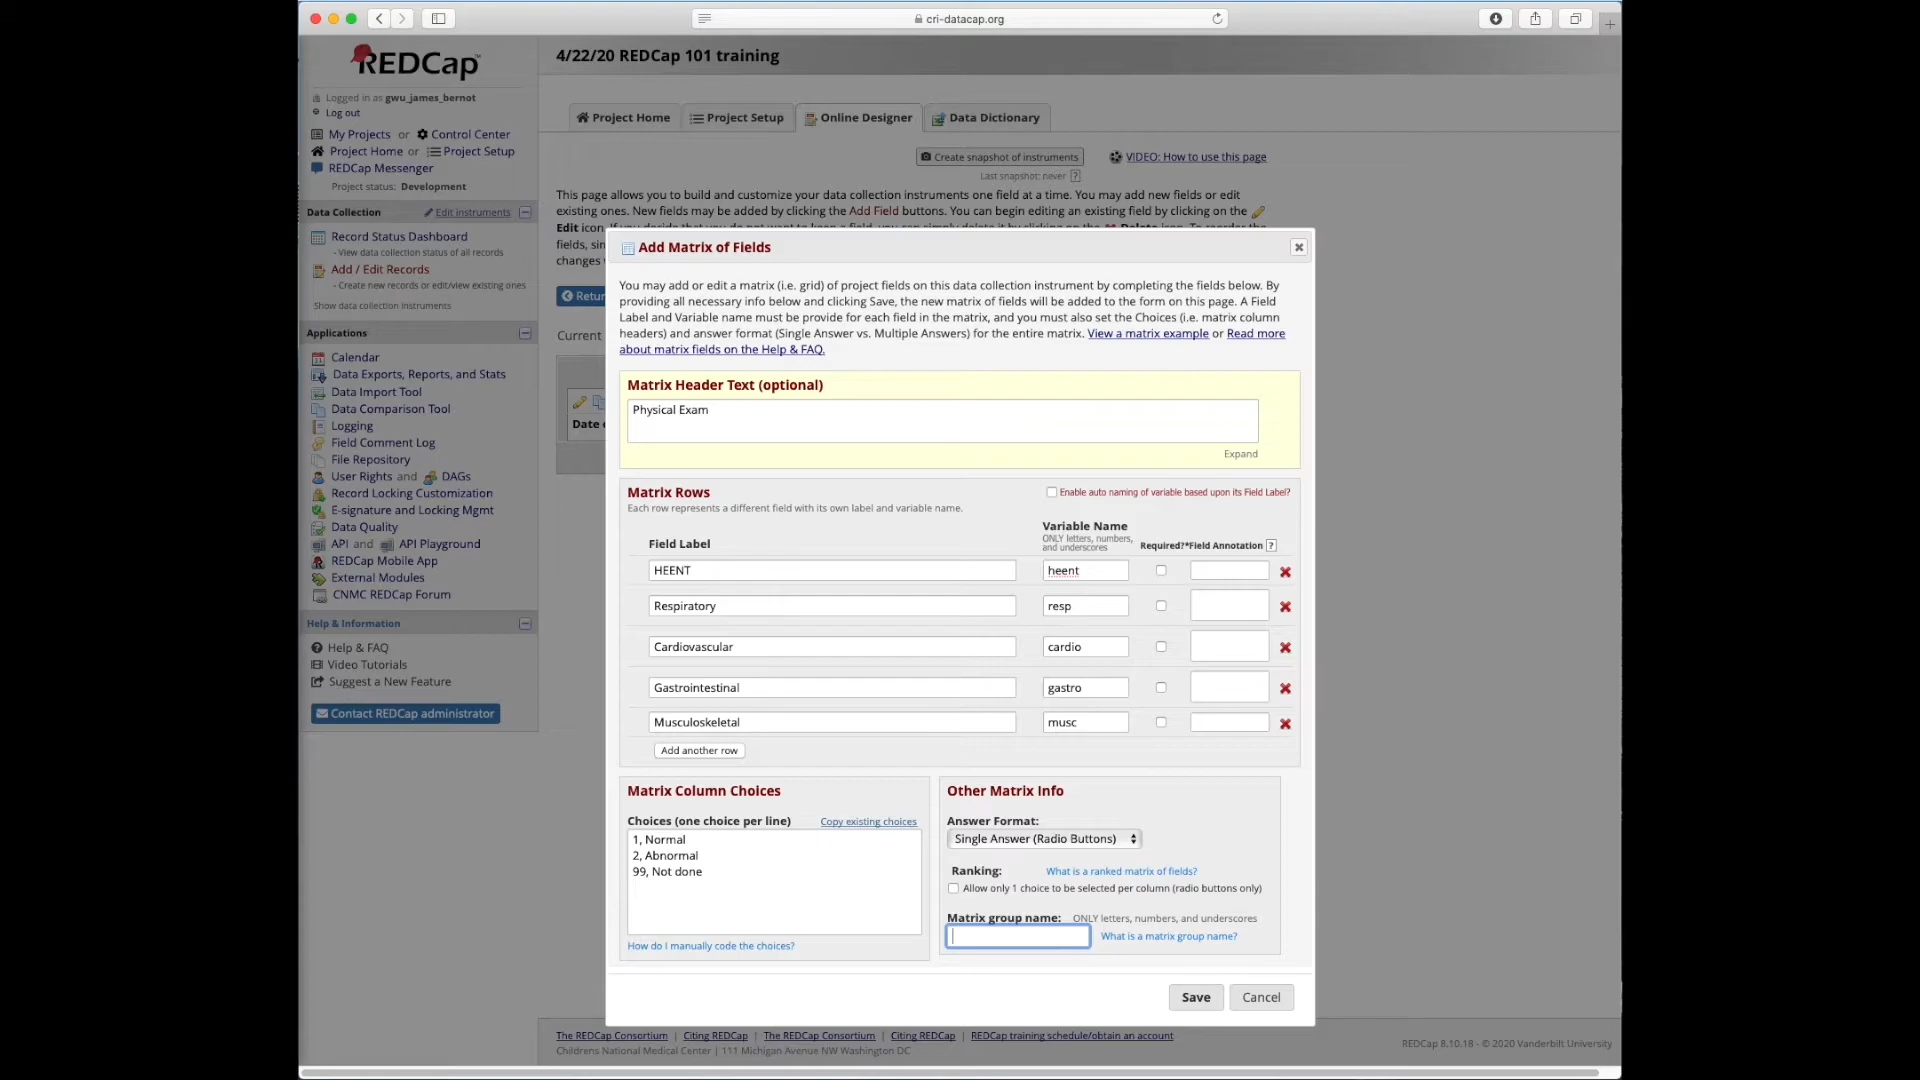 cri-datacap.org
REDCap
4/22/20 REDCap 101 training
Logged in as gwu_james_bernot
Log out
My Projects or Control Center
Project Home or Project Setup
REDCap Messenger
Project status: Development
Data Collection Edit instruments
Record Status Dashboard
- View data collection status of all records
Add / Edit Records
- Create new records or edit/view existing ones
Show data collection instruments
Applications
Calendar
Data Exports, Reports, and Stats
Data Import Tool
Data Comparison Tool
Logging
Field Comment Log
File Repository
User Rights and DAGs
Record Locking Customization
E-signature and Locking Mgmt
Data Quality
API and API Playground
REDCap Mobile App
External Modules
CNMC REDCap Forum
Help & Information
Help & FAQ
Video Tutorials
Suggest a New Feature
Contact REDCap administrator
Project Home Project Setup Online Designer Data Dictionary
Create snapshot of instruments VIDEO: How to use this page
Last snapshot: never ?
This page allows you to build and customize your data collection instruments one field at a time. You may add new fields or edit
existing ones. New fields may be added by clicking the Add Field buttons. You can begin editing an existing field by clicking on the
Edit
fields, sin
changes
Retur
Current
Date
Add Matrix of Fields
You may add or edit a matrix (i.e. grid) of project fields on this data collection instrument by completing the fields below. By
providing all necessary info below and clicking Save, the new matrix of fields will be added to the form on this page. A Field
Label and Variable name must be provide for each field in the matrix, and you must also set the Choices (i.e. matrix column
headers) and answer format (Single Answer vs. Multiple Answers) for the entire matrix. View a matrix example or Read more
about matrix fields on the Help & FAQ.
Matrix Header Text (optional)
Physical Exam
Expand
Matrix Rows Enable auto naming of variable based upon its Field Label?
Each row represents a different field with its own label and variable name.
Field Label Variable Name ONLY letters, numbers, and underscores Required?* Field Annotation ?
HEENT heent
Respiratory resp
Cardiovascular cardio
Gastrointestinal gastro
Musculoskeletal musc
Add another row
Matrix Column Choices
Choices (one choice per line) Copy existing choices
1, Normal
2, Abnormal
99, Not done
How do I manually code the choices?
Other Matrix Info
Answer Format:
Single Answer (Radio Buttons)
Ranking: What is a ranked matrix of fields?
Allow only 1 choice to be selected per column (radio buttons only)
Matrix group name: ONLY letters, numbers, and underscores
What is a matrix group name?
Save Cancel
The REDCap Consortium | Citing REDCap | The REDCap Consortium | Citing REDCap | REDCap training schedule/obtain an account
Childrens National Medical Center | 111 Michigan Avenue NW Washington DC
REDCap 8.10.18 - © 2020 Vanderbilt University